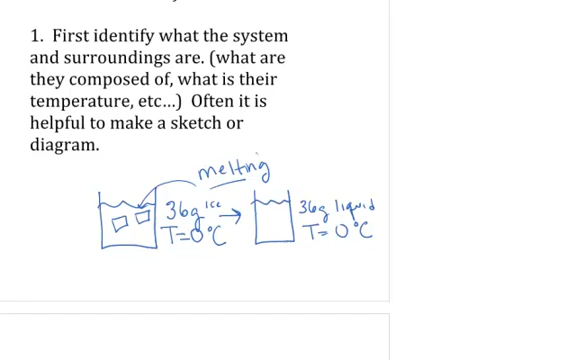 1. First identify what the system
and surroundings are. (what are
they composed of, what is their
temperature, etc...) Often it is
helpful to make a sketch or
diagram.
melting
36g ice → 36g liquid
T=0°C T=0°C